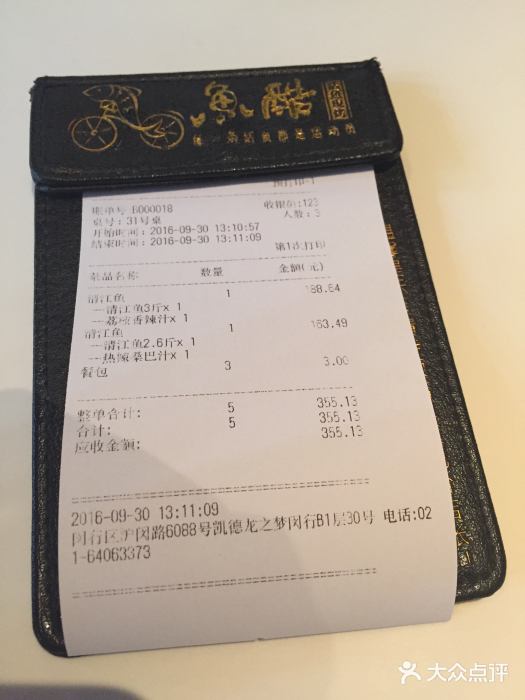 鱼酷
预结单-1
账单号 B000018 收银员:123
桌号: 31号桌 人数: 3
开始时间: 2016-09-30 13:10:57
结束时间: 2016-09-30 13:11:09
第1次打印
菜品名称 数量 金额(元)
清江鱼 1 188.64
--清江鱼3斤x 1
--荔枝香辣汁x 1
清江鱼 1 163.49
--清江鱼2.6斤x 1
--热辣桑巴汁x 1
餐包 3 3.00
整单合计: 5 355.13
合计: 5 355.13
应收金额: 355.13
2016-09-30 13:11:09
闵行区沪闵路6088号凯德龙之梦闵行B1层30号 电话:02
1-64063373
大众点评